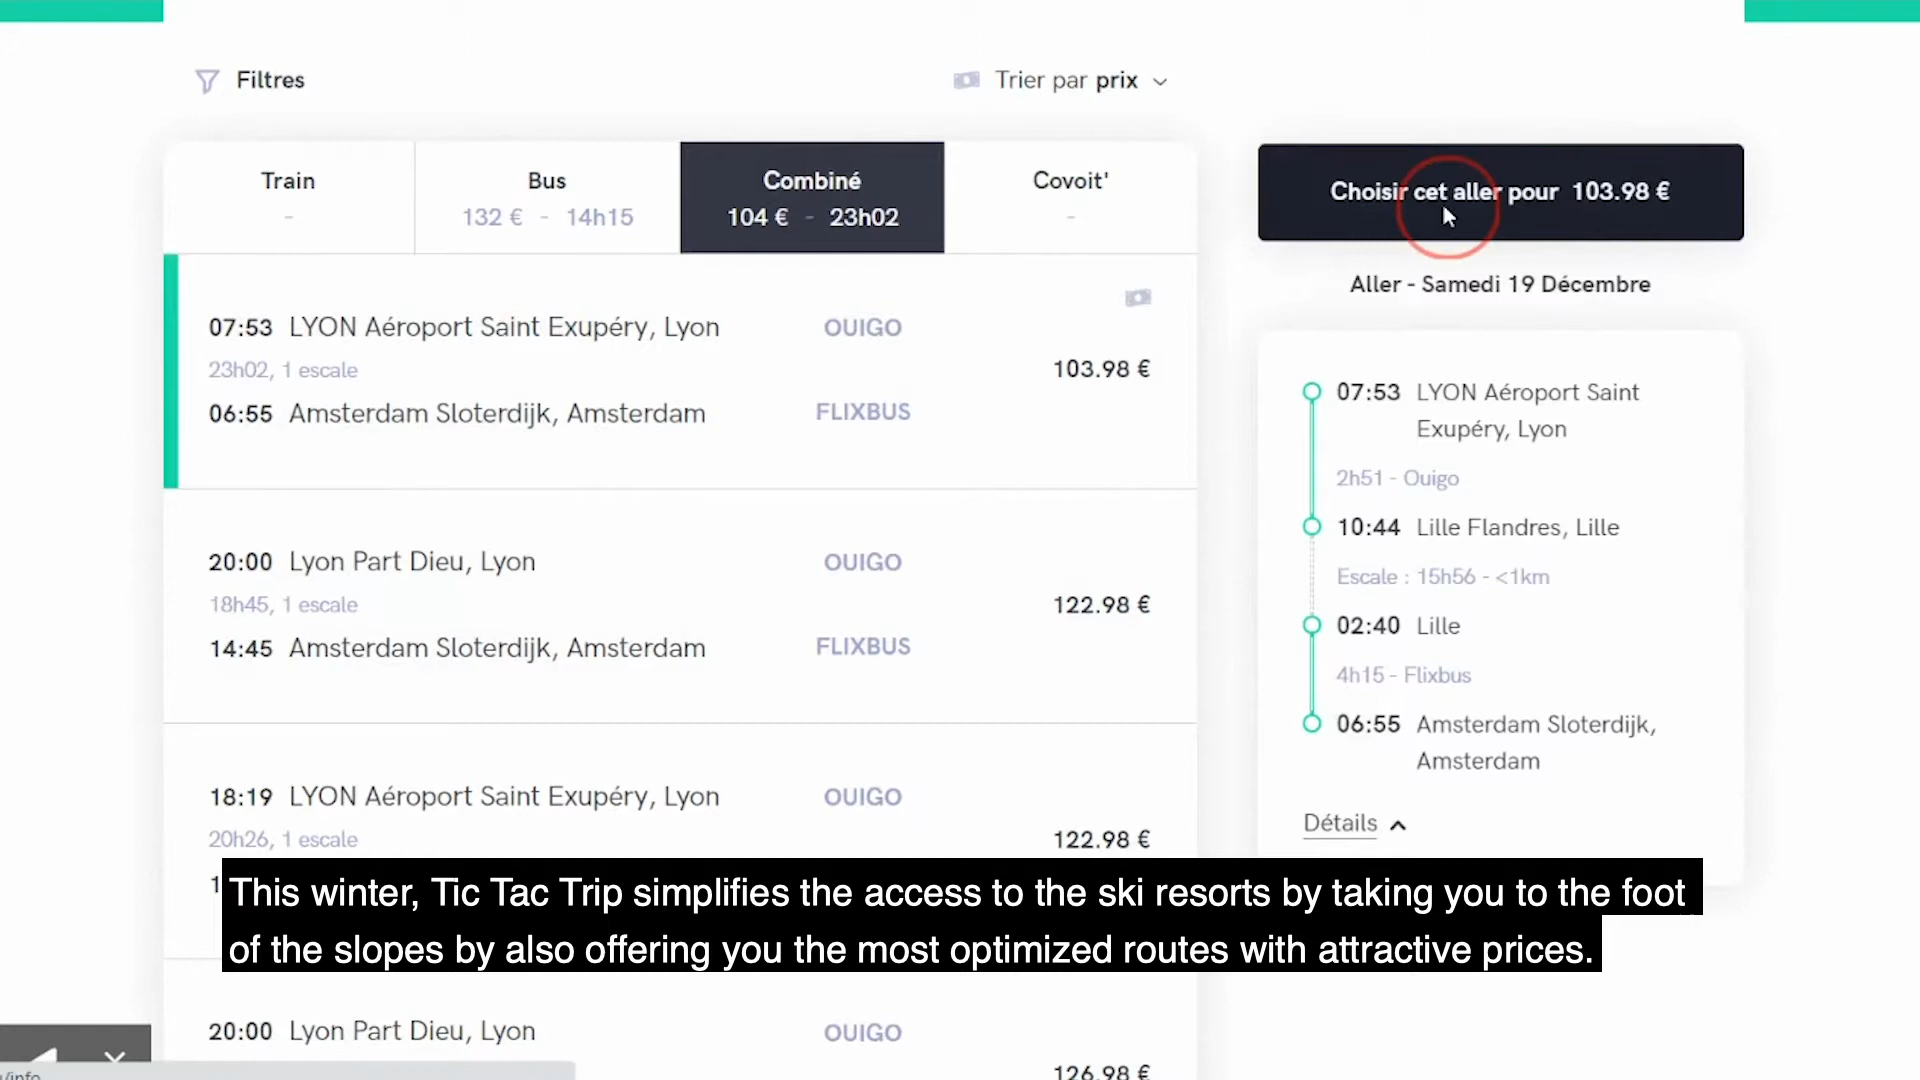 Filtres
Trier par prix
Train
-
Bus
132 € - 14h15
Combiné
104 € - 23h02
Covoit'
-
07:53 LYON Aéroport Saint Exupéry, Lyon OUIGO
23h02, 1 escale
103.98 €
06:55 Amsterdam Sloterdijk, Amsterdam FLIXBUS
20:00 Lyon Part Dieu, Lyon OUIGO
18h45, 1 escale
122.98 €
14:45 Amsterdam Sloterdijk, Amsterdam FLIXBUS
18:19 LYON Aéroport Saint Exupéry, Lyon OUIGO
20h26, 1 escale
122.98 €
20:00 Lyon Part Dieu, Lyon OUIGO
126.98 €
Choisir cet aller pour 103.98 €
Aller - Samedi 19 Décembre
07:53 LYON Aéroport Saint
Exupéry, Lyon
2h51 - Ouigo
10:44 Lille Flandres, Lille
Escale : 15h56 - <1km
02:40 Lille
4h15 - Flixbus
06:55 Amsterdam Sloterdijk,
Amsterdam
Détails
This winter, Tic Tac Trip simplifies the access to the ski resorts by taking you to the foot
of the slopes by also offering you the most optimized routes with attractive prices.